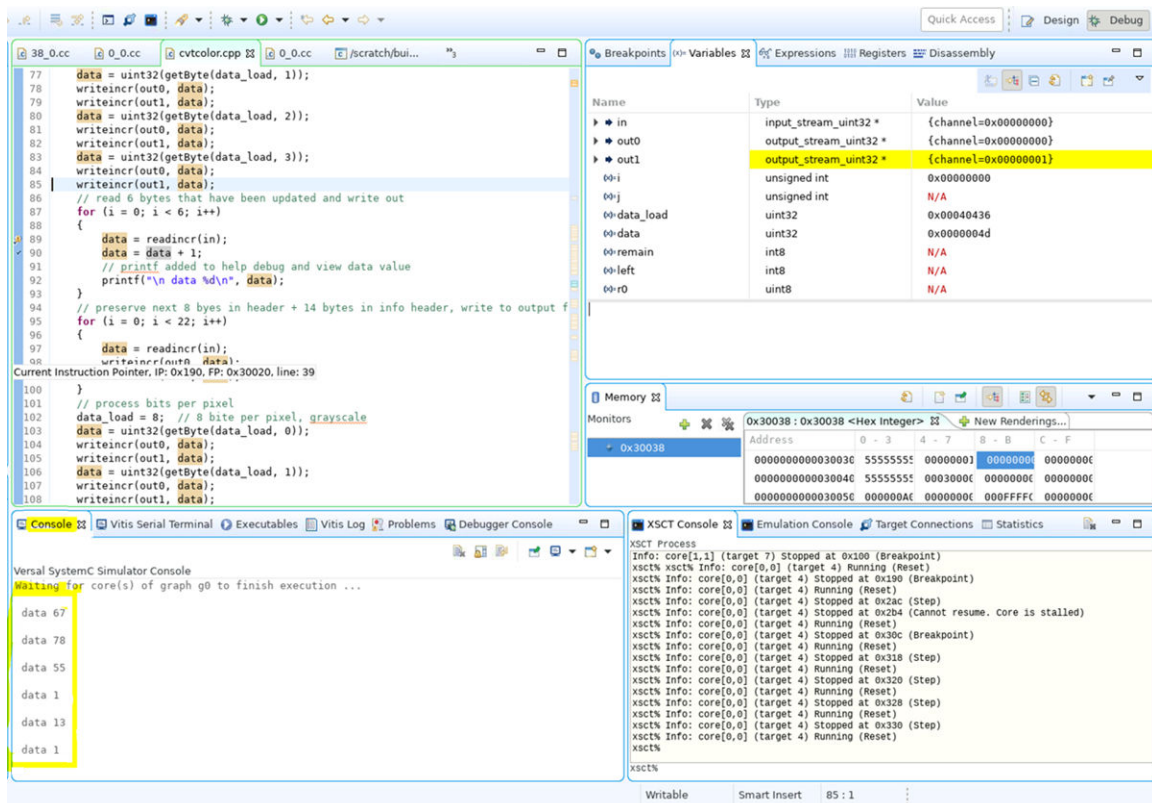 Quick Access
Design
Debug
38_0.cc
0_0.cc
cvtcolor.cpp
0_0.cc
/scratch/bui...
"3
77 data = uint32(getByte(data_load, 1));
78 writeincr(out0, data);
79 writeincr(out1, data);
80 data = uint32(getByte(data_load, 2));
81 writeincr(out0, data);
82 writeincr(out1, data);
83 data = uint32(getByte(data_load, 3));
84 writeincr(out0, data);
85 writeincr(out1, data);
86 // read 6 bytes that have been updated and write out
87 for (i = 0; i < 6; i++)
88 {
89 data = readincr(in);
90 data = data + 1;
91 // printf added to help debug and view data value
92 printf("\n data %d\n", data);
93 }
94 // preserve next 8 byes in header + 14 bytes in info header, write to output f
95 for (i = 0; i < 22; i++)
96 {
97 data = readincr(in);
98 writeincr(out0, data);
Current Instruction Pointer, IP: 0x190, FP: 0x30020, line: 39
100 }
101 // process bits per pixel
102 data_load = 8; // 8 bite per pixel, grayscale
103 data = uint32(getByte(data_load, 0));
104 writeincr(out0, data);
105 writeincr(out1, data);
106 data = uint32(getByte(data_load, 1));
107 writeincr(out0, data);
108 writeincr(out1, data);
Breakpoints
(x)= Variables
Expressions
Registers
Disassembly
Name Type Value
in input_stream_uint32 * {channel=0x00000000}
out0 output_stream_uint32 * {channel=0x00000000}
out1 output_stream_uint32 * {channel=0x00000001}
(x)= i unsigned int 0x00000000
(x)= j unsigned int N/A
(x)= data_load uint32 0x00040436
(x)= data uint32 0x0000004d
(x)= remain int8 N/A
(x)= left int8 N/A
(x)= r0 uint8 N/A
Memory
Monitors
0x30038
0x30038 : 0x30038 <Hex Integer>
New Renderings...
Address 0 - 3 4 - 7 8 - B C - F
0000000000030030 55555555 00000001 0000000 0000000
0000000000030040 55555555 0003000 0000000 0000000
0000000000030050 000000A0 0000000 000FFFC 0000000
Console
Vitis Serial Terminal
Executables
Vitis Log
Problems
Debugger Console
Versal SystemC Simulator Console
Waiting for core(s) of graph g0 to finish execution ...
data 67
data 78
data 55
data 1
data 13
data 1
XSCT Console
Emulation Console
Target Connections
Statistics
XSCT Process
Info: core[1,1] (target 7) Stopped at 0x100 (Breakpoint)
xsct% xsct% Info: core[0,0] (target 4) Running (Reset)
xsct% Info: core[0,0] (target 4) Stopped at 0x190 (Breakpoint)
xsct% Info: core[0,0] (target 4) Running (Reset)
xsct% Info: core[0,0] (target 4) Stopped at 0x2ac (Step)
xsct% Info: core[0,0] (target 4) Stopped at 0x2b4 (Cannot resume. Core is stalled)
xsct% Info: core[0,0] (target 4) Running (Reset)
xsct% Info: core[0,0] (target 4) Stopped at 0x30c (Breakpoint)
xsct% Info: core[0,0] (target 4) Running (Reset)
xsct% Info: core[0,0] (target 4) Stopped at 0x318 (Step)
xsct% Info: core[0,0] (target 4) Running (Reset)
xsct% Info: core[0,0] (target 4) Stopped at 0x320 (Step)
xsct% Info: core[0,0] (target 4) Running (Reset)
xsct% Info: core[0,0] (target 4) Stopped at 0x328 (Step)
xsct% Info: core[0,0] (target 4) Running (Reset)
xsct% Info: core[0,0] (target 4) Stopped at 0x330 (Step)
xsct% Info: core[0,0] (target 4) Running (Reset)
xsct%
xsct%
Writable
Smart Insert
85 : 1